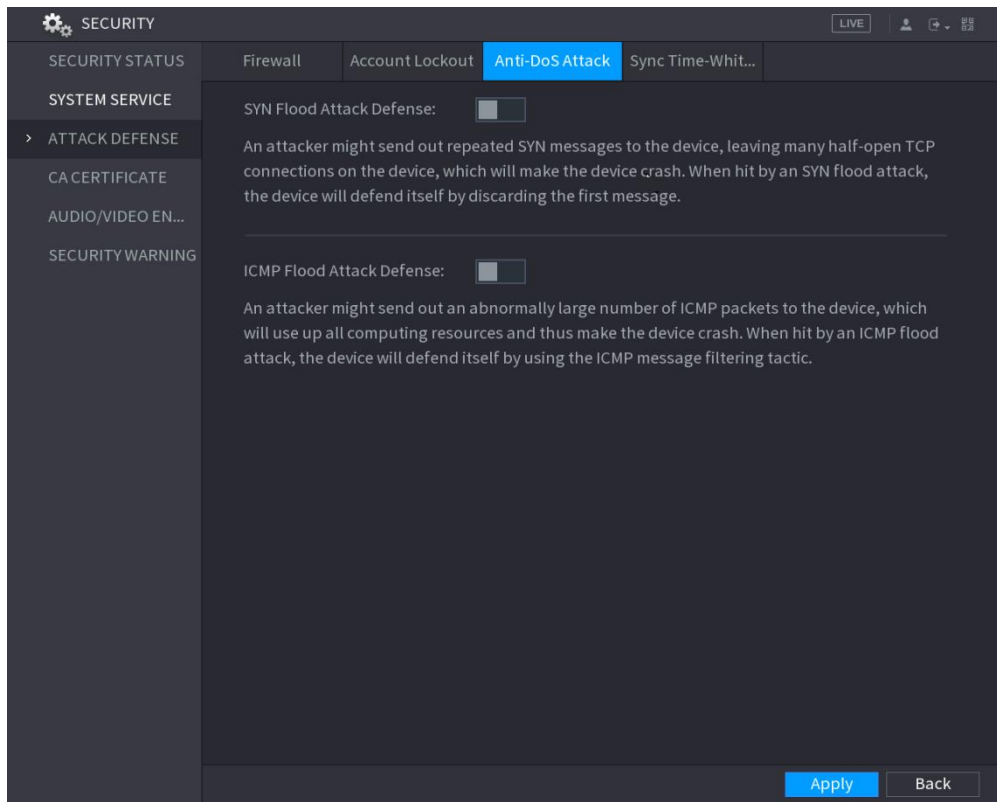 SECURITY
LIVE
SECURITY STATUS
SYSTEM SERVICE
ATTACK DEFENSE
CA CERTIFICATE
AUDIO/VIDEO EN...
SECURITY WARNING
Firewall
Account Lockout
Anti-DoS Attack
Sync Time-Whit...
SYN Flood Attack Defense:
An attacker might send out repeated SYN messages to the device, leaving many half-open TCP
connections on the device, which will make the device crash. When hit by an SYN flood attack,
the device will defend itself by discarding the first message.
ICMP Flood Attack Defense:
An attacker might send out an abnormally large number of ICMP packets to the device, which
will use up all computing resources and thus make the device crash. When hit by an ICMP flood
attack, the device will defend itself by using the ICMP message filtering tactic.
Apply
Back